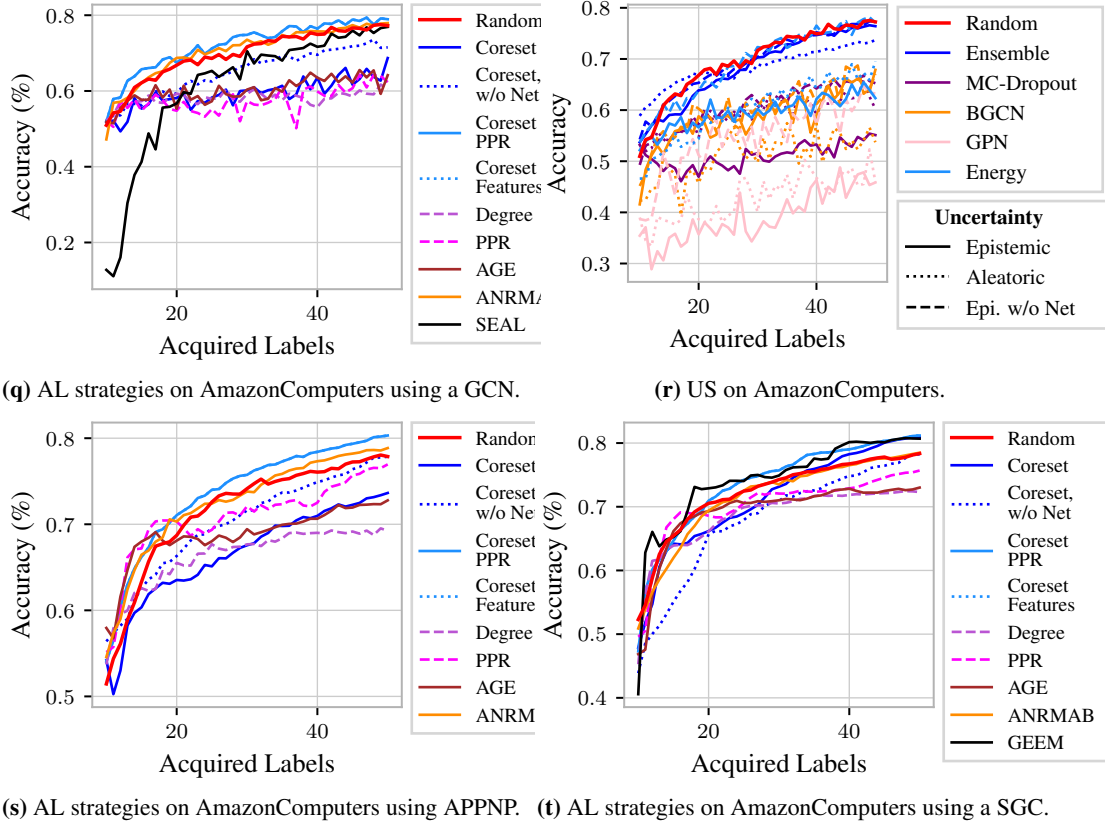 0.8
0.6
0.4
0.2
20
40
Accuracy (%)
Acquired Labels
Random
Coreset
Coreset,
w/o Net
Coreset
PPR
Coreset
Features
Degree
PPR
AGE
ANRMA
SEAL
0.8
0.7
0.6
0.5
0.4
0.3
20
40
Accuracy
Acquired Labels
Random
Ensemble
MC-Dropout
BGCN
GPN
Energy
Uncertainty
Epistemic
Aleatoric
Epi. w/o Net
(q) AL strategies on AmazonComputers using a GCN.
(r) US on AmazonComputers.
0.8
0.7
0.6
0.5
20
40
Accuracy (%)
Acquired Labels
Random
Coreset
Coreset
w/o Net
Coreset
PPR
Coreset
Feature
Degree
PPR
AGE
ANRM
0.8
0.7
0.6
0.5
0.4
20
40
Accuracy (%)
Acquired Labels
Random
Coreset
Coreset,
w/o Net
Coreset
PPR
Coreset
Features
Degree
PPR
AGE
ANRMAB
GEEM
(s) AL strategies on AmazonComputers using APPNP.
(t) AL strategies on AmazonComputers using a SGC.